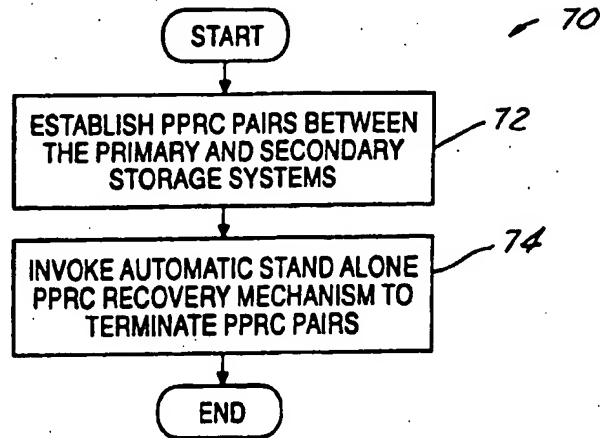 START
70
ESTABLISH PPRC PAIRS BETWEEN
THE PRIMARY AND SECONDARY
STORAGE SYSTEMS
72
INVOKE AUTOMATIC STAND ALONE
PPRC RECOVERY MECHANISM TO
TERMINATE PPRC PAIRS
74
END